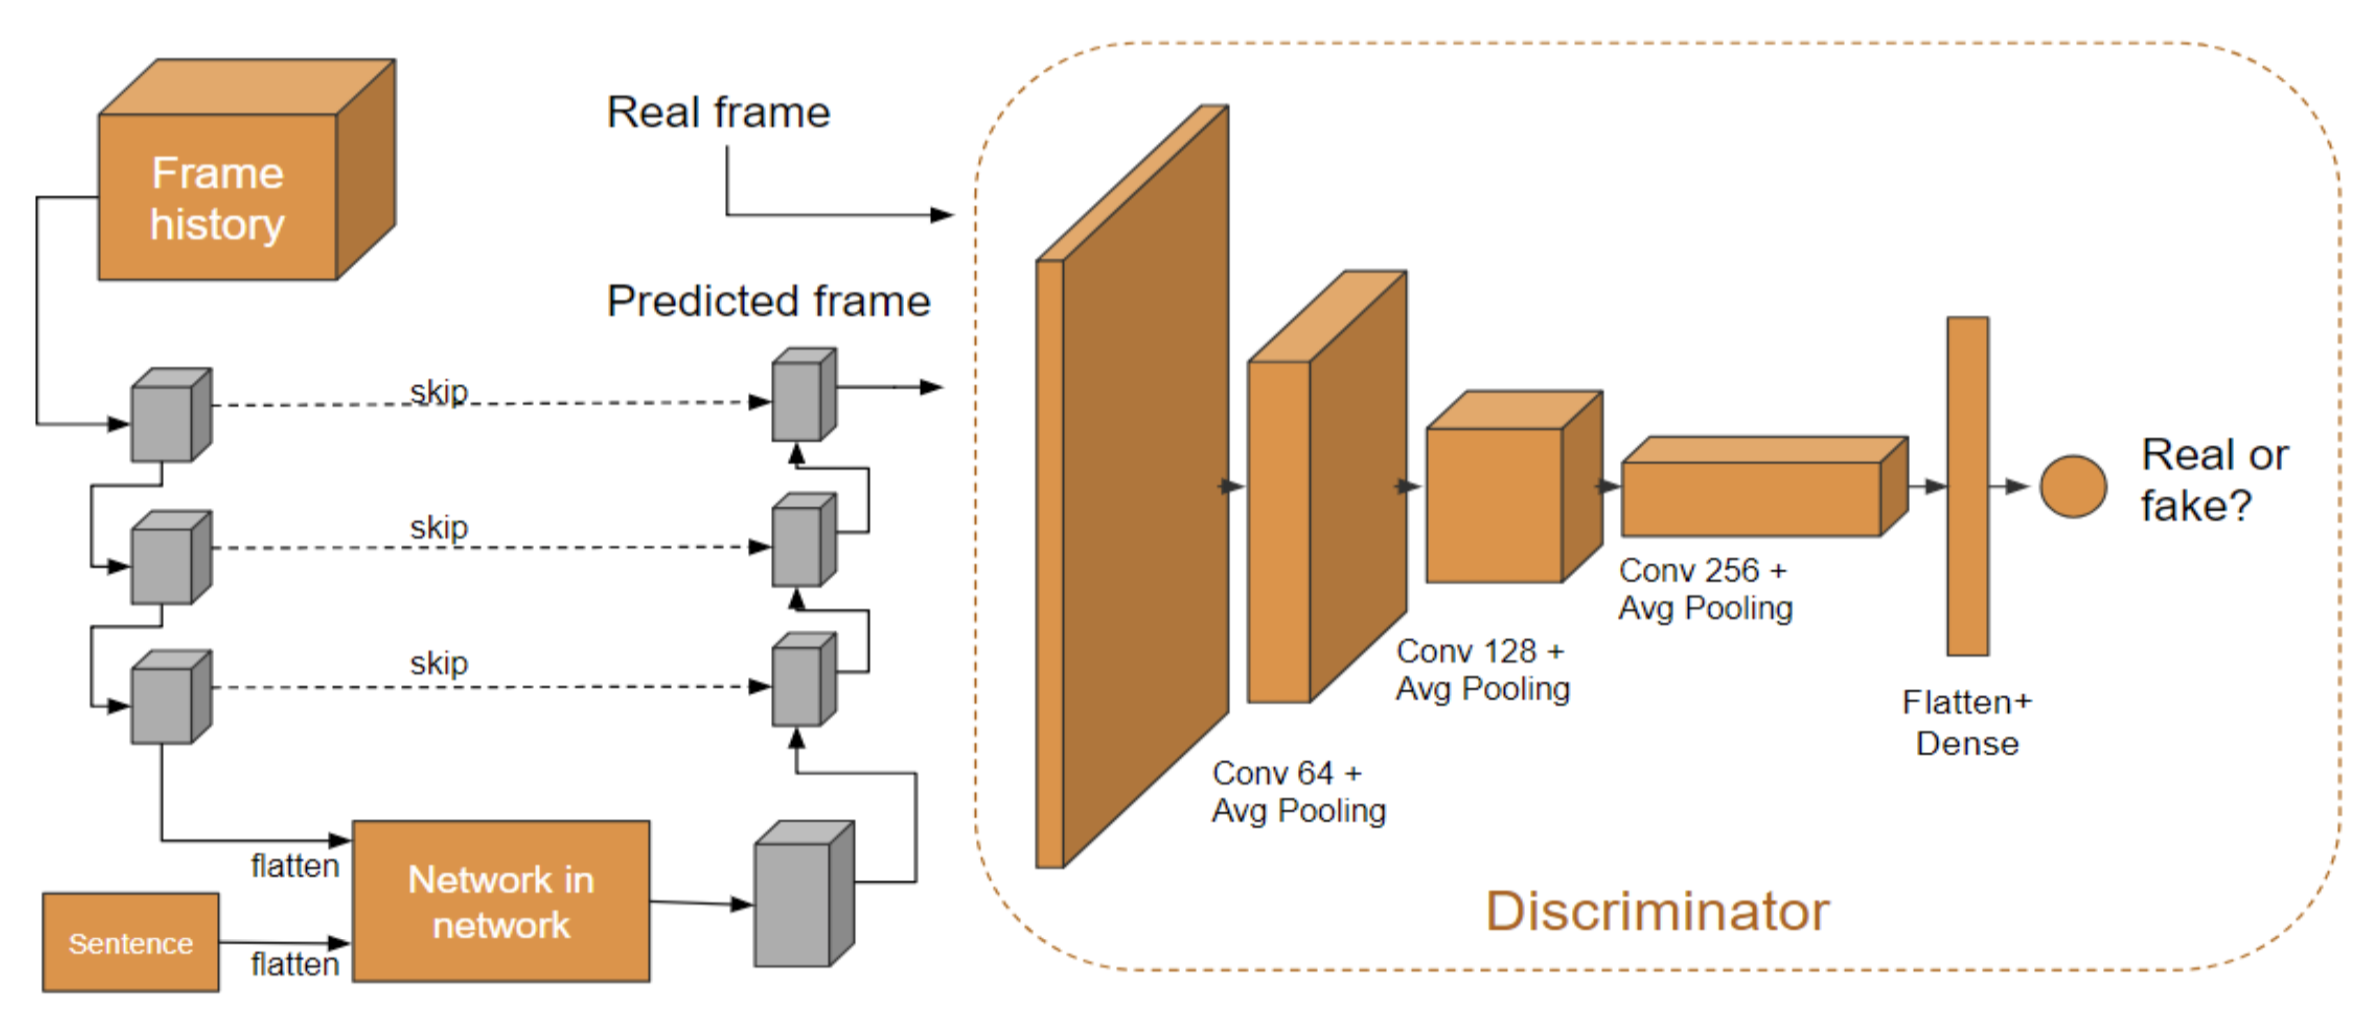 Frame
history
Real frame
Predicted frame
skip
skip
skip
flatten
Sentence
flatten
Network in
network
Conv 64 +
Avg Pooling
Conv 128 +
Avg Pooling
Conv 256 +
Avg Pooling
Flatten+
Dense
Real or
fake?
Discriminator